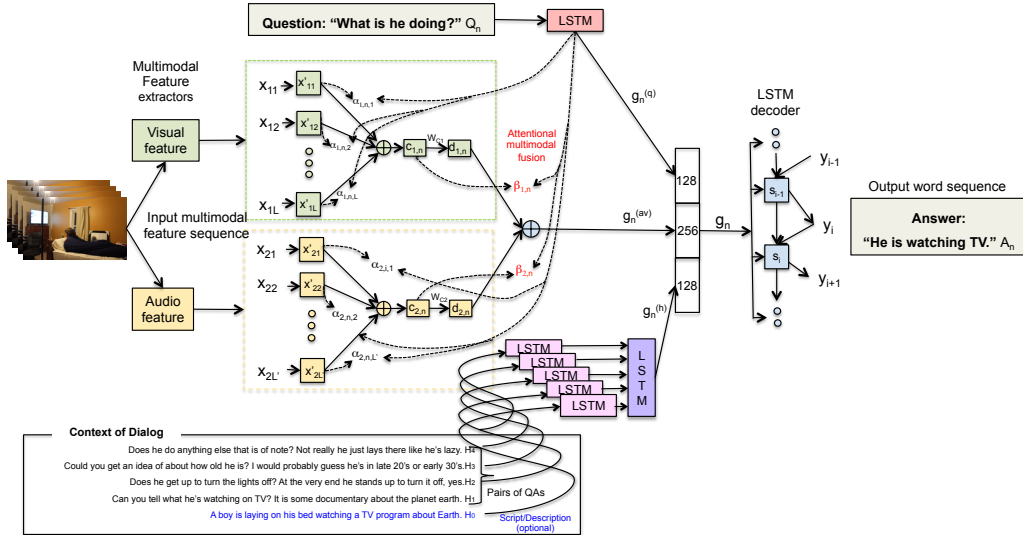 Question: “What is he doing?” Qn
LSTM
Multimodal
Feature
extractors
Visual
feature
Audio
feature
Input multimodal
feature sequence
x11
x'11
αi,n,1
x12
x'12
αi,n,2
x1L
x'1L
αi,n,L
c1,n
WC1
d1,n
Attentional
multimodal
fusion
β1,n
x21
x'21
α2,i,1
x22
x'22
α2,n,2
x2L'
x'2L
α2,n,L'
c2,n
WC2
d2,n
β2,n
gn(q)
gn(av)
gn(h)
128
256
128
gn
LSTM
decoder
yi-1
si-1
yi
si
yi+1
Output word sequence
Answer:
“He is watching TV.” An
LSTM
LSTM
LSTM
LSTM
LSTM
L
S
T
M
Context of Dialog
Does he do anything else that is of note? Not really he just lays there like he's lazy. H4
Could you get an idea of about how old he is? I would probably guess he's in late 20's or early 30's. H3
Does he get up to turn the lights off? At the very end he stands up to turn it off, yes. H2
Can you tell what he's watching on TV? It is some documentary about the planet earth. H1
A boy is laying on his bed watching a TV program about Earth. H0
Pairs of QAs
Script/Description
(optional)